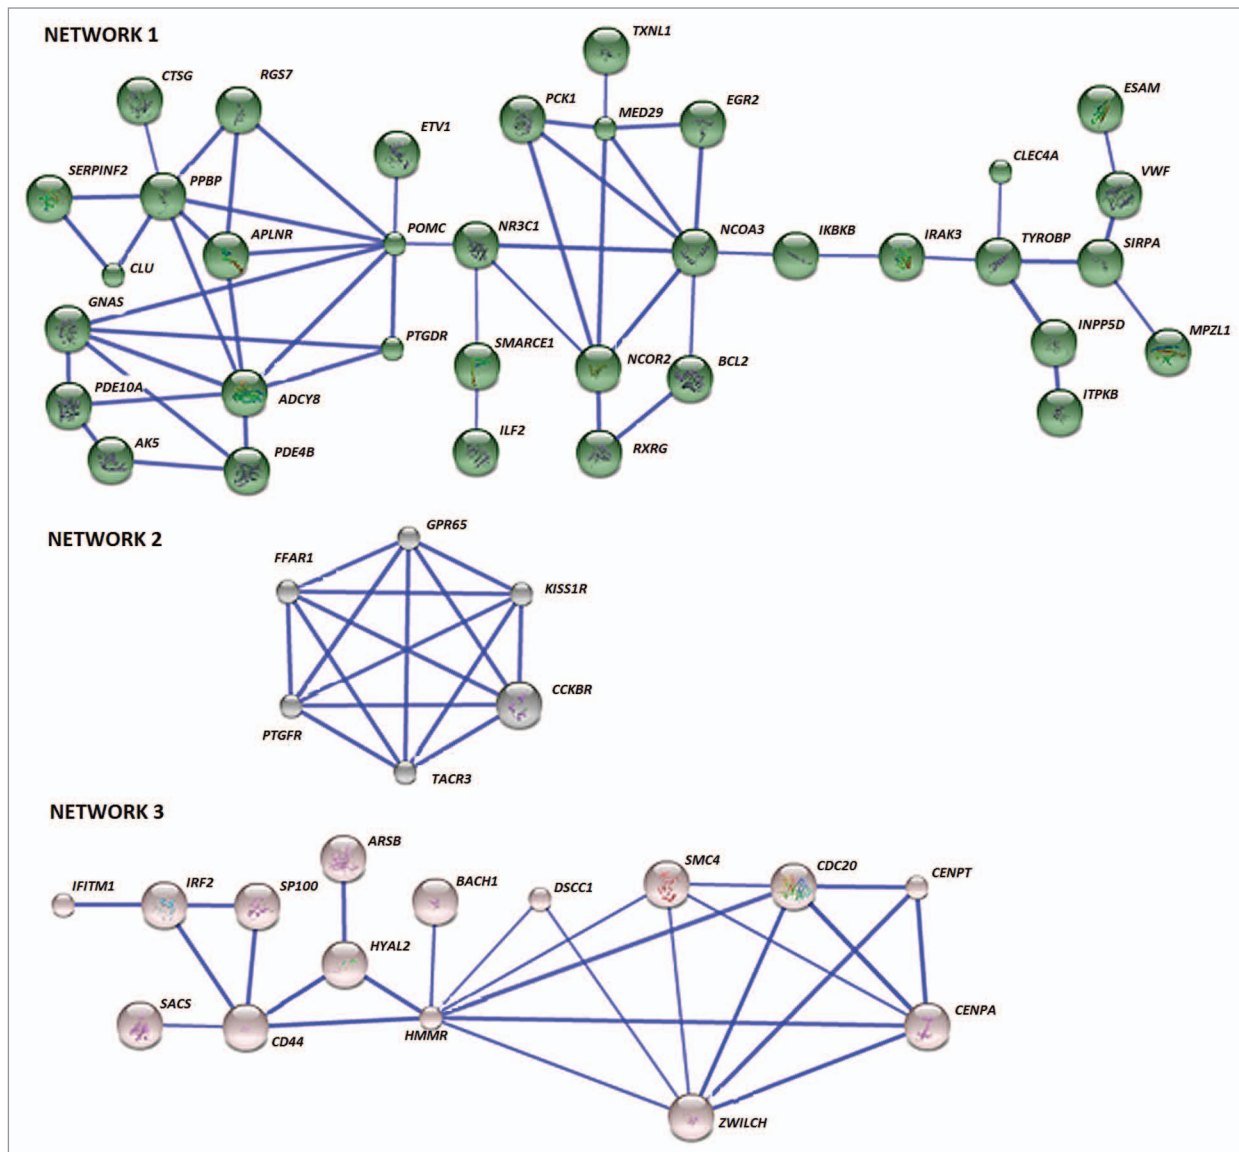 NETWORK 1
TXNL1
CTSG
RGS7
ESAM
PCK1
EGR2
MED29
ETV1
CLEC4A
SERPINF2
PPBP
VWF
POMC
NR3C1
NCOA3
IKBKB
IRAK3
APLNR
TYROBP
SIRPA
CLU
GNAS
PTGDR
INPP5D
MPZL1
SMARCE1
NCOR2
BCL2
PDE10A
ADCY8
ITPKB
AK5
PDE4B
ILF2
RXRG
NETWORK 2
GPR65
FFAR1
KISS1R
CCKBR
PTGFR
TACR3
NETWORK 3
ARSB
SMC4
CDC20
IFITM1
IRF2
SP100
BACH1
DSCC1
CENPT
HYAL2
SACS
CD44
HMMR
CENPA
ZWILCH